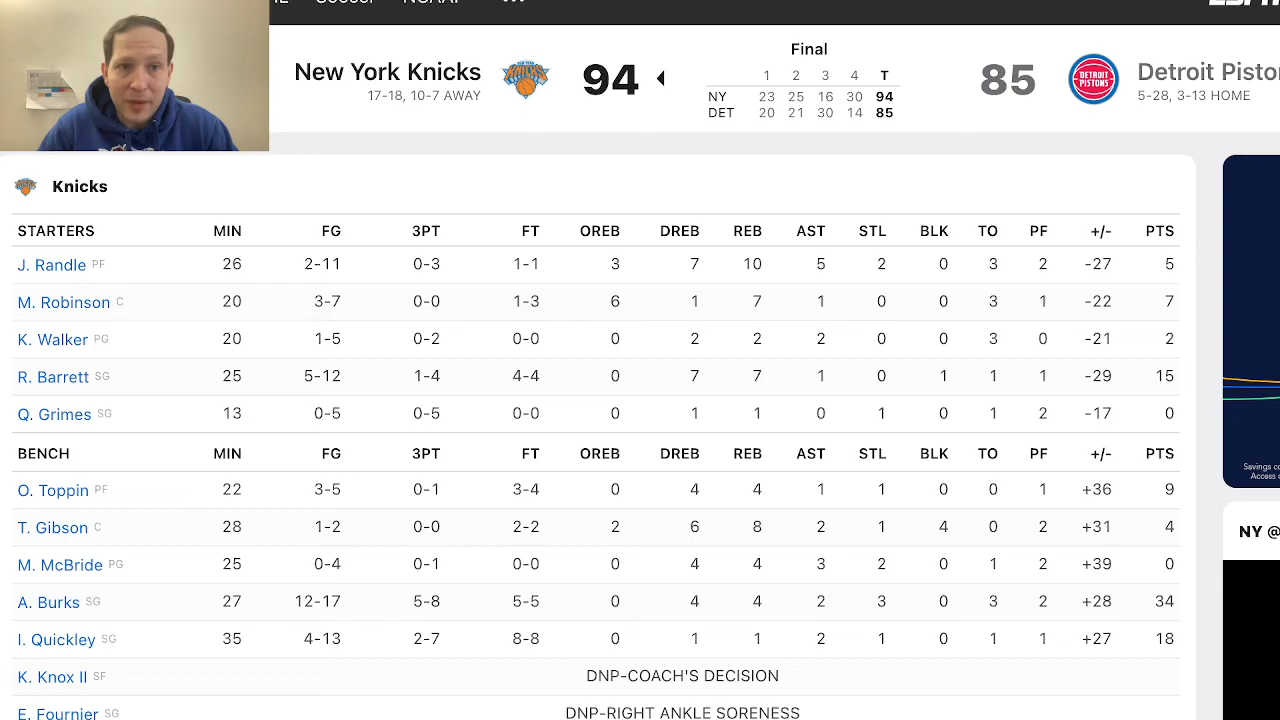 Soccer NCAAF •••
New York Knicks
17-18, 10-7 AWAY
NEW YORK KNICKS
94
Final
1 2 3 4 T
NY 23 25 16 30 94
DET 20 21 30 14 85
85
DETROIT PISTONS
Detroit Pisto
5-28, 3-13 HOME
Knicks
STARTERS MIN FG 3PT FT OREB DREB REB AST STL BLK TO PF +/- PTS
J. Randle PF 26 2-11 0-3 1-1 3 7 10 5 2 0 3 2 -27 5
M. Robinson C 20 3-7 0-0 1-3 6 1 7 1 0 0 3 1 -22 7
K. Walker PG 20 1-5 0-2 0-0 0 2 2 2 0 0 3 0 -21 2
R. Barrett SG 25 5-12 1-4 4-4 0 7 7 1 0 1 1 1 -29 15
Q. Grimes SG 13 0-5 0-5 0-0 0 1 1 0 1 0 1 2 -17 0
BENCH MIN FG 3PT FT OREB DREB REB AST STL BLK TO PF +/- PTS
O. Toppin PF 22 3-5 0-1 3-4 0 4 4 1 1 0 0 1 +36 9
T. Gibson C 28 1-2 0-0 2-2 2 6 8 2 1 4 0 2 +31 4
M. McBride PG 25 0-4 0-1 0-0 0 4 4 3 2 0 1 2 +39 0
A. Burks SG 27 12-17 5-8 5-5 0 4 4 2 3 0 3 2 +28 34
I. Quickley SG 35 4-13 2-7 8-8 0 1 1 2 1 0 1 1 +27 18
K. Knox II SF DNP-COACH'S DECISION
E. Fournier SG DNP-RIGHT ANKLE SORENESS
Savings co
Access o
NY @